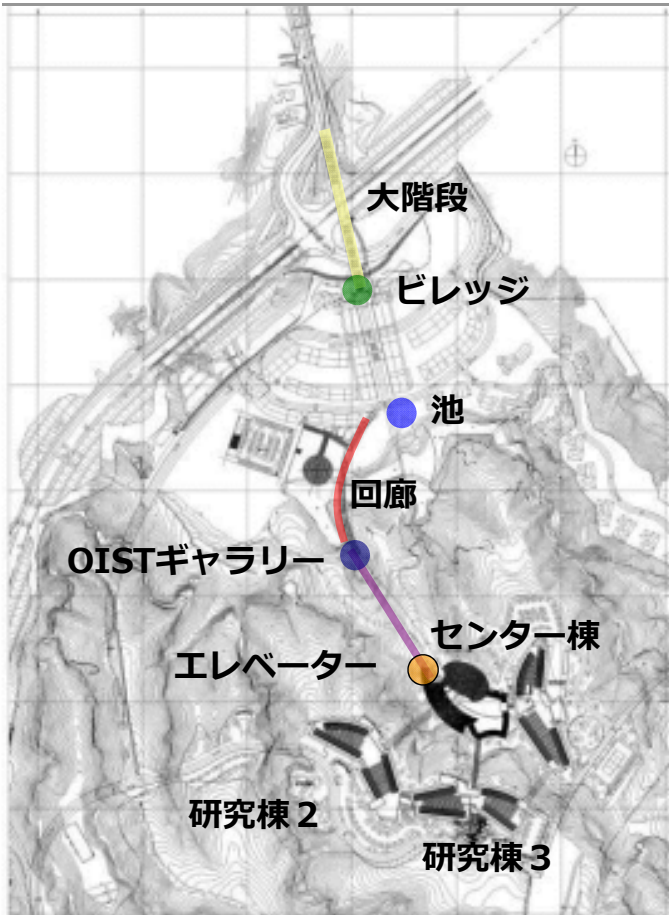 大階段
ビレッジ
池
回廊
OISTギャラリー
センター棟
エレベーター
研究棟２
研究棟３